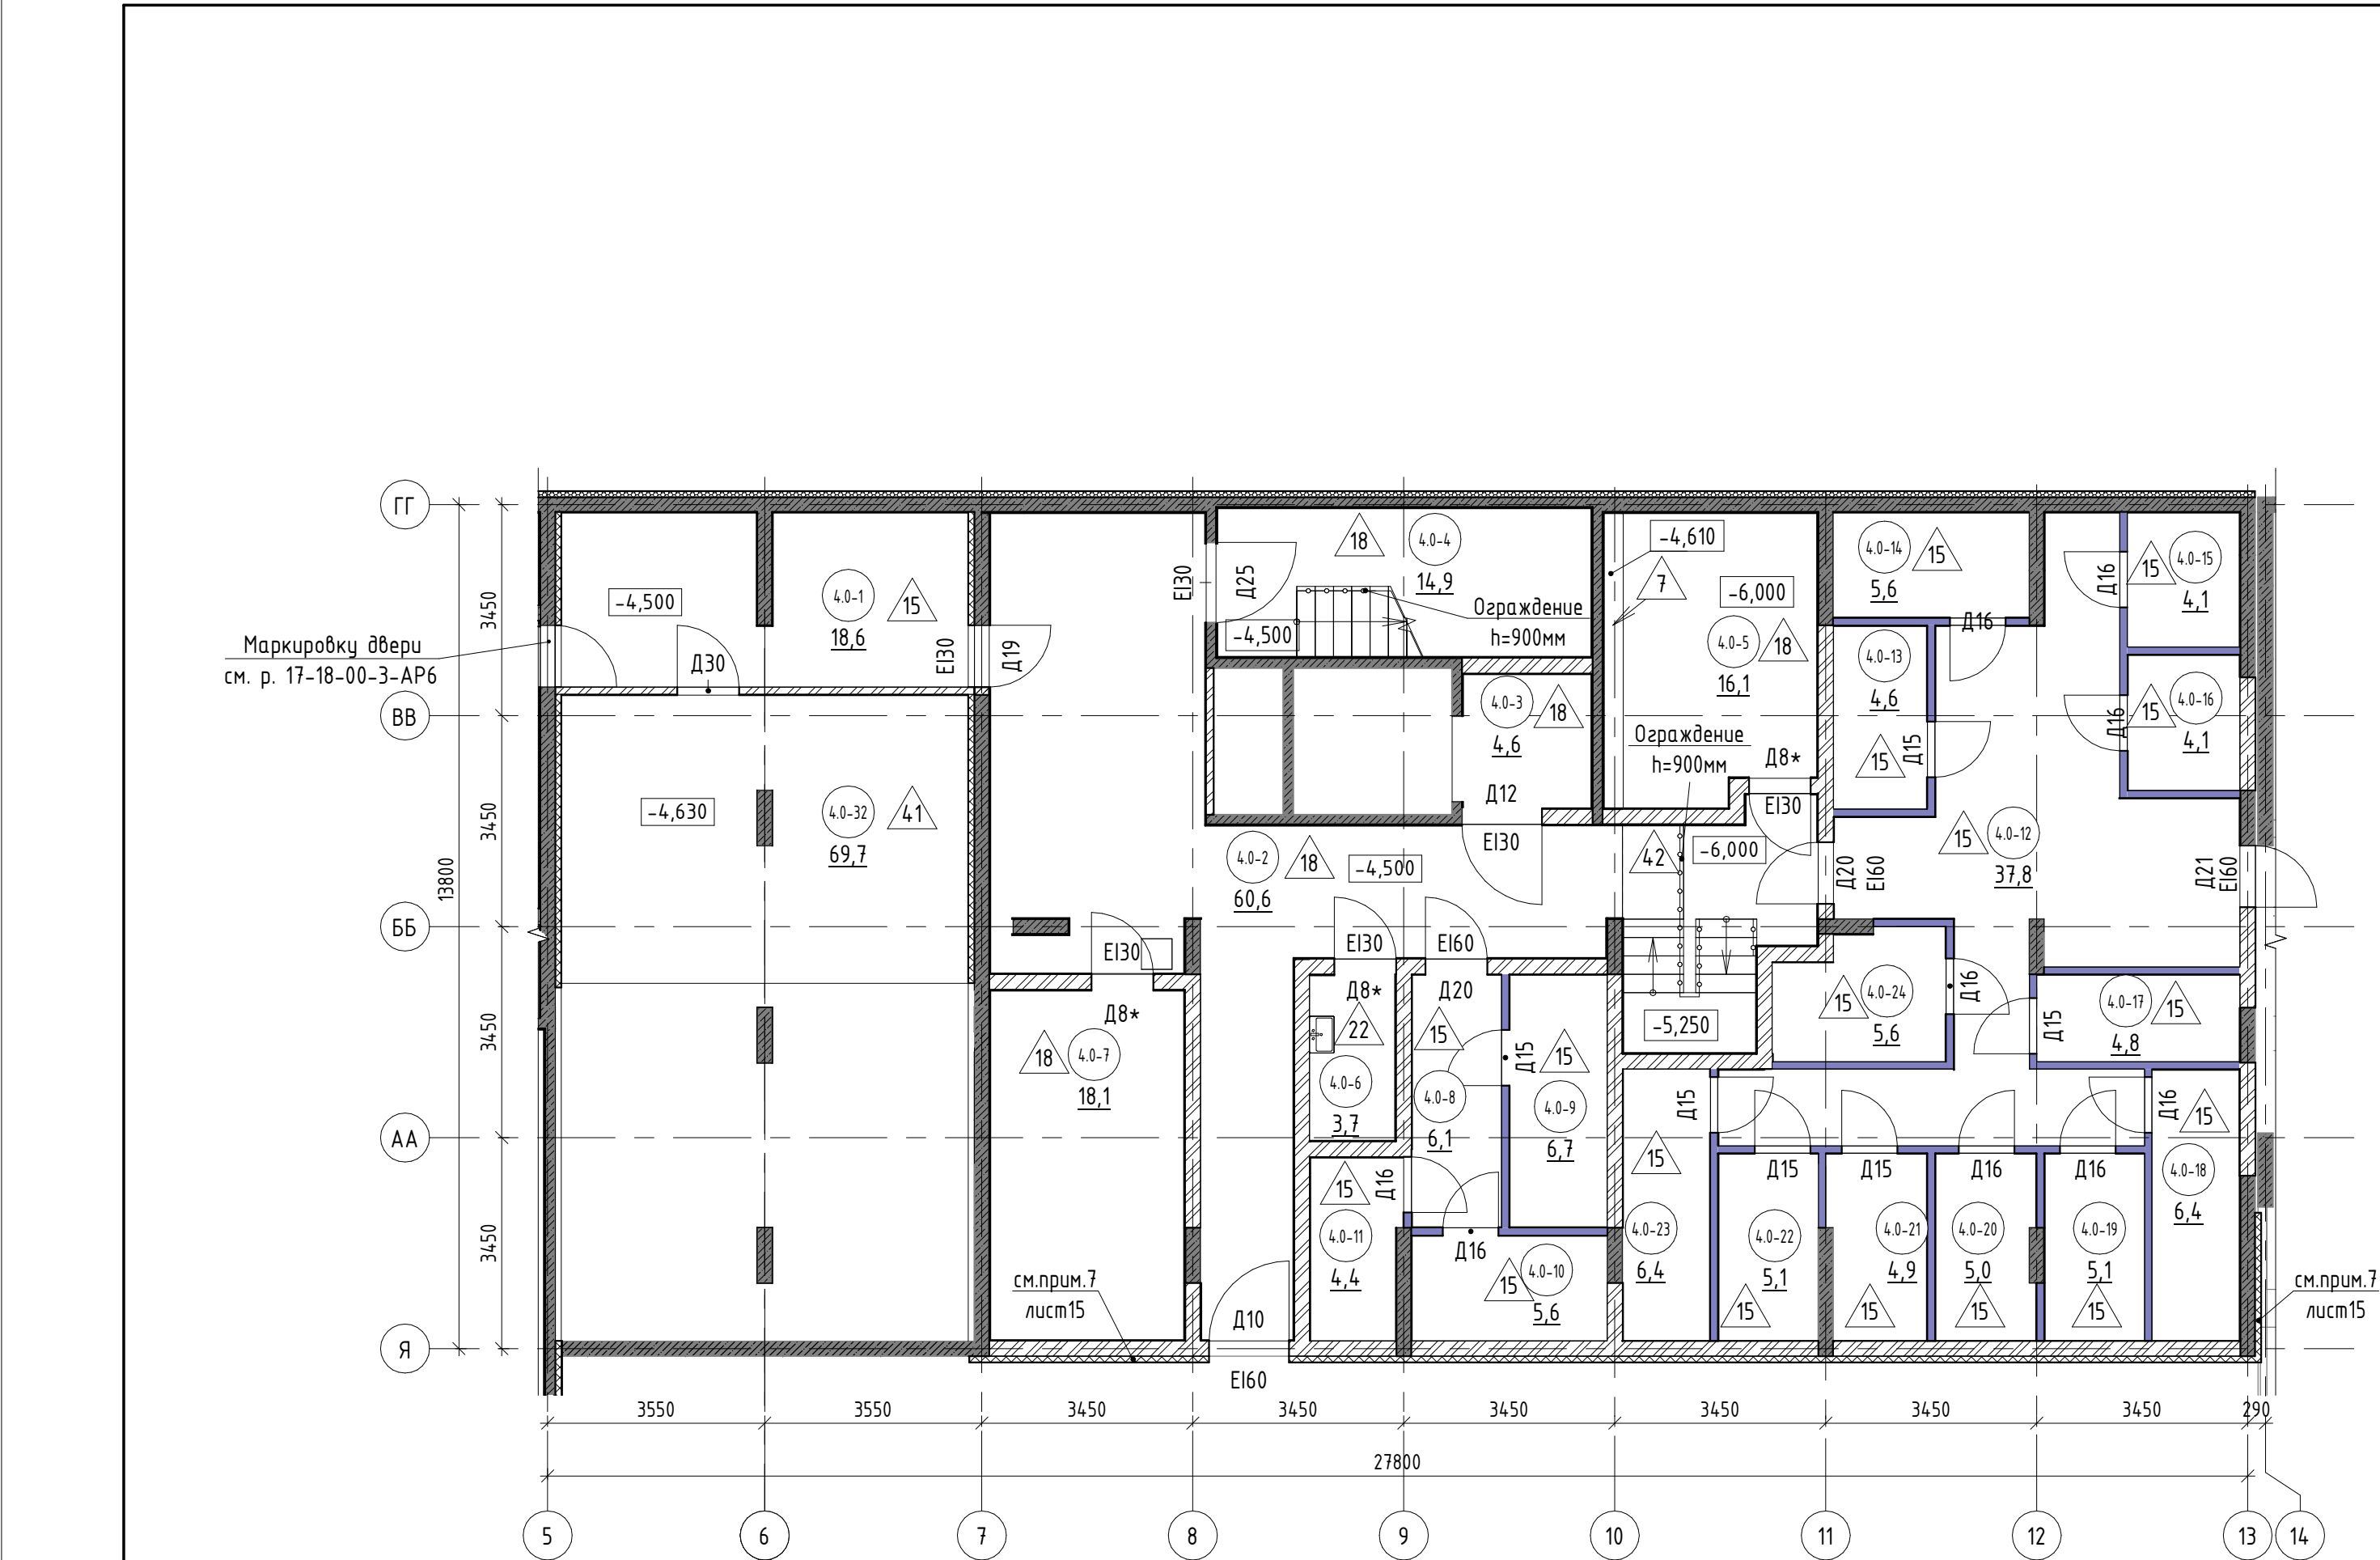 ГГ
ВВ
ББ
АА
Я
3450
3450
3450
3450
13800
Маркировку двери
см. р. 17-18-00-3-АР6
-4,500
4.0-1
15
18,6
Д30
EI30
Д19
-4,630
4.0-32
41
69,7
EI30
Д25
18
4.0-4
14,9
-4,500
Ограждение
h=900мм
4.0-3
18
4,6
Д12
EI30
-4,610
7
-6,000
4.0-5
18
16,1
Ограждение
h=900мм
Д8*
EI30
4.0-2
18
-4,500
60,6
42
-6,000
-5,250
Д20
EI60
4.0-14
15
5,6
Д16
4.0-13
4,6
15
Д15
Д16
15
4.0-15
4,1
Д16
15
4.0-16
4,1
15
4.0-12
37,8
Д21
EI60
EI30
Д8*
18
4.0-7
18,1
EI30
Д8*
22
4.0-6
3,7
EI60
Д20
15
4.0-8
6,1
Д15
15
4.0-9
6,7
15
4.0-11
4,4
Д16
Д16
15
4.0-10
5,6
15
4.0-24
5,6
Д16
Д15
4.0-17
15
4,8
Д15
15
4.0-23
6,4
Д15
4.0-22
5,1
15
Д15
4.0-21
4,9
15
Д16
4.0-20
5,0
15
Д16
4.0-19
5,1
15
Д16
15
4.0-18
6,4
см.прим.7
лист15
Д10
EI60
см.прим.7
лист15
3550
3550
3450
3450
3450
3450
3450
3450
290
27800
5
6
7
8
9
10
11
12
13
14